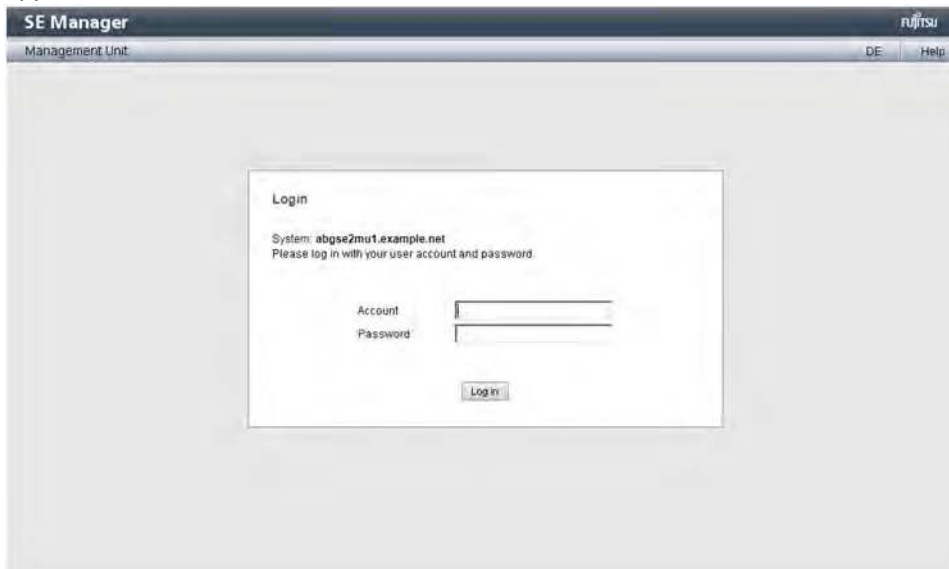 SE Manager
FUJITSU
Management Unit
DE
Help
Login
System: abgse2mu1.example.net
Please log in with your user account and password.
Account
Password
Log in